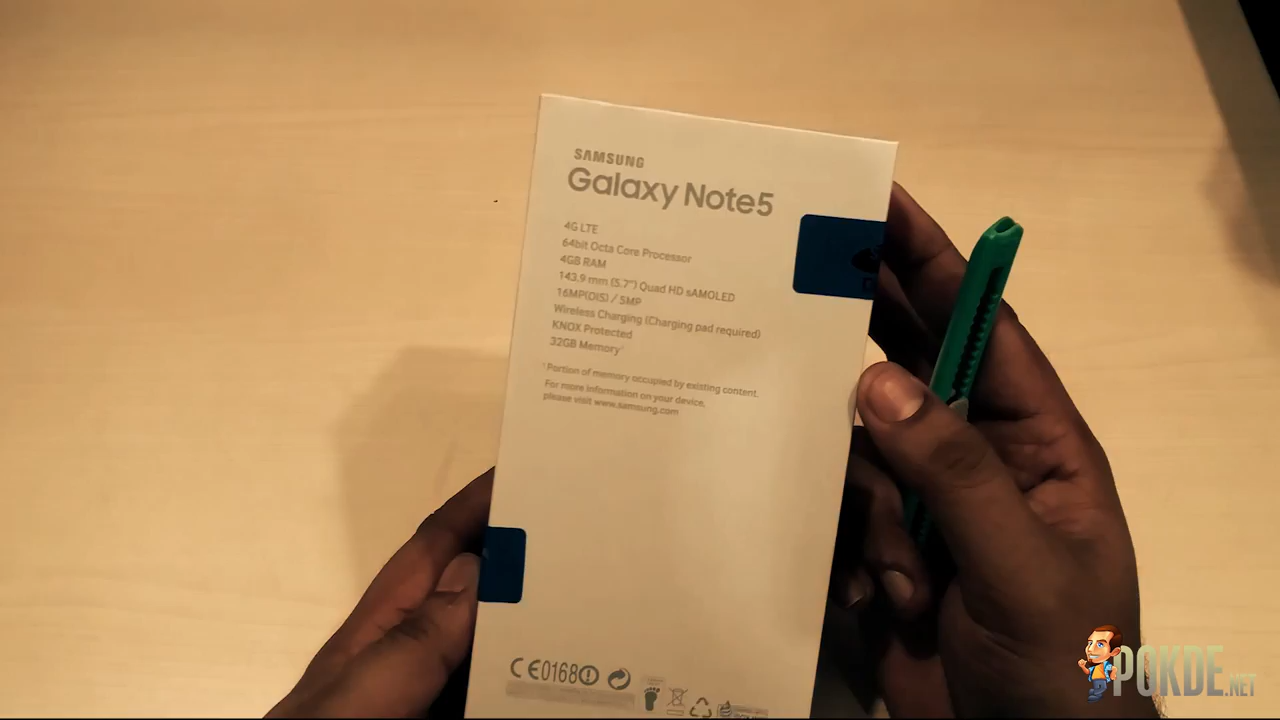 SAMSUNG
Galaxy Note5
4G LTE
64bit Octa Core Processor
4GB RAM
143.9 mm (5.7") Quad HD sAMOLED
16MP(OIS) / 5MP
Wireless Charging (Charging pad required)
KNOX Protected
32GB Memory*
* Portion of memory occupied by existing content.
For more information on your device,
please visit www.samsung.com
CE0168
POKDE.NET